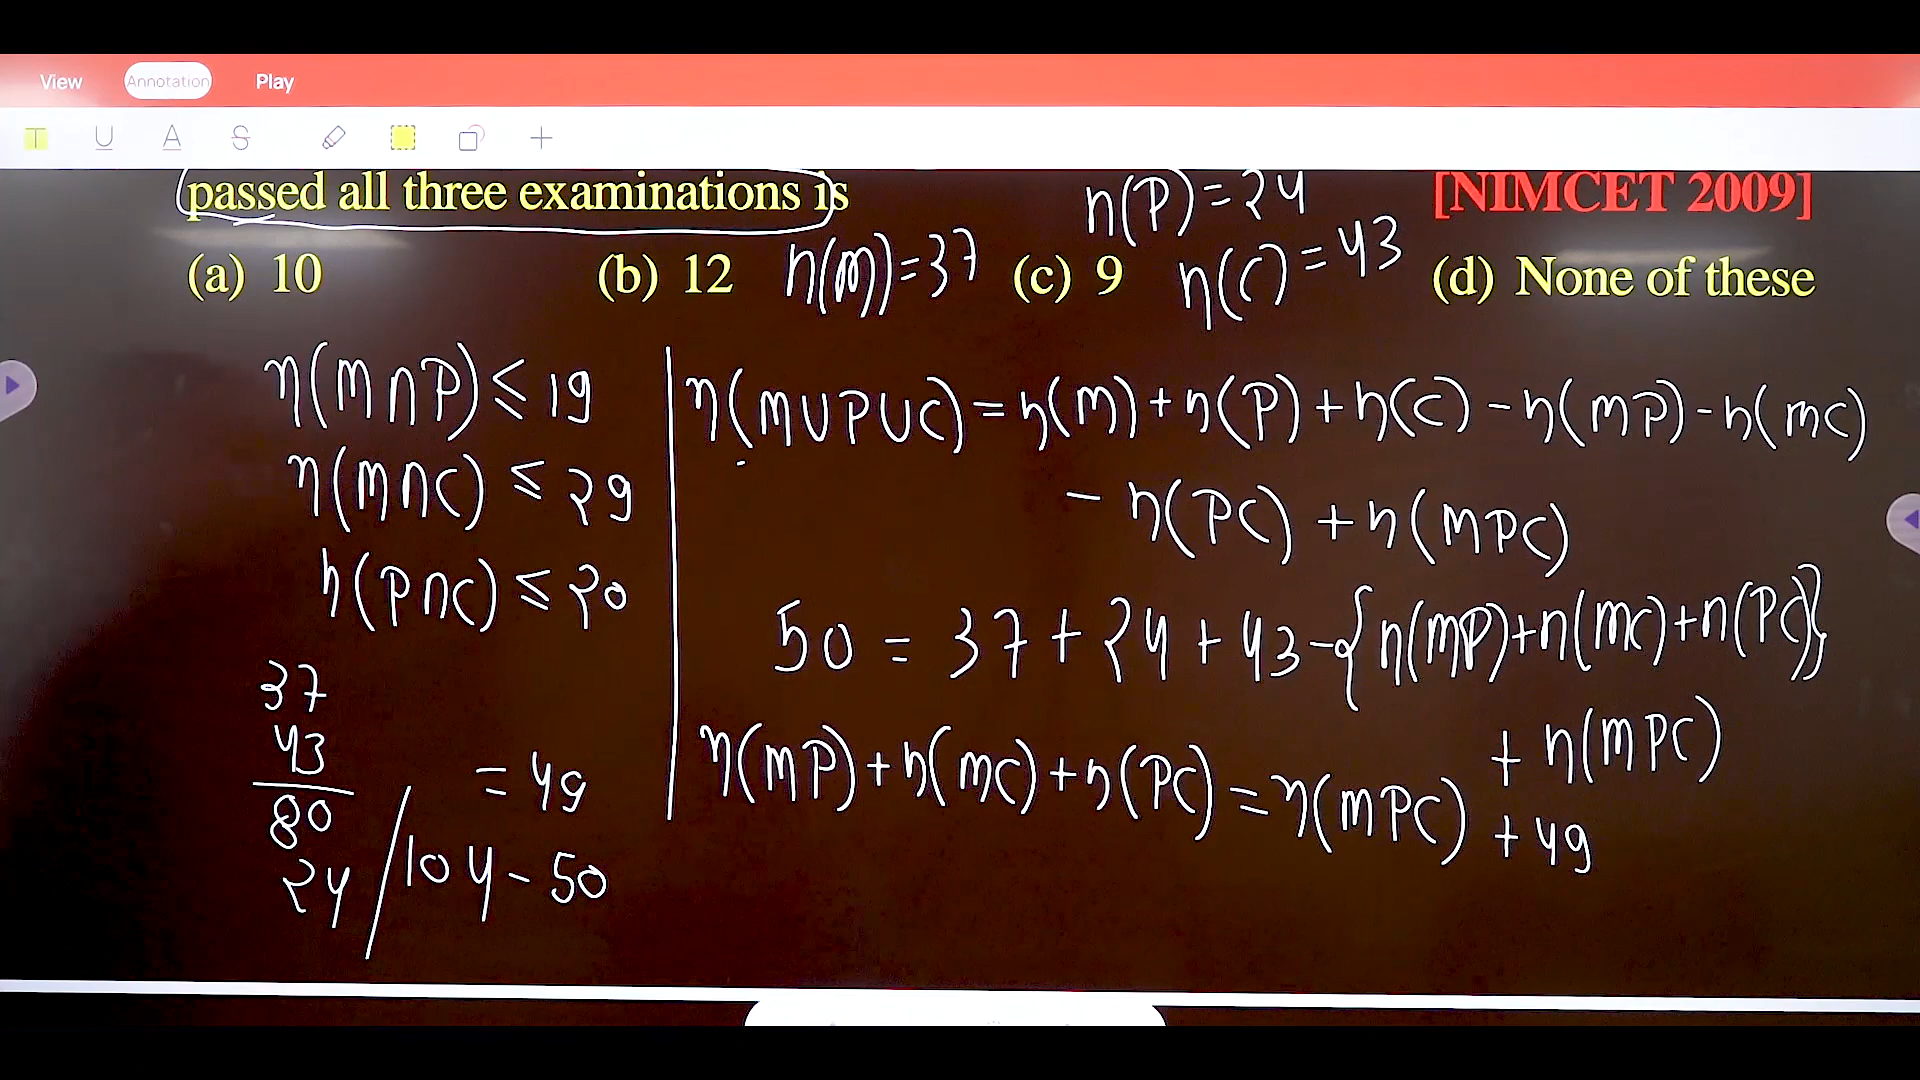 View Annotation Play
T U A S
passed all three examinations is
n(P) = 24
[NIMCET 2009]
(a) 10 (b) 12 n(M) = 37 (c) 9 n(C) = 43 (d) None of these
n(M∩P) ≤ 19
n(M∩C) ≤ 29
n(P∩C) ≤ 20
37
43
80
24 / 104 - 50
= 49
n(M∪P∪C) = n(M) + n(P) + n(C) - n(MP) - n(MC)
- n(PC) + n(MPC)
50 = 37 + 24 + 43 - {n(MP) + n(MC) + n(PC)}
+ n(MPC)
n(MP) + n(MC) + n(PC) = n(MPC) + 49